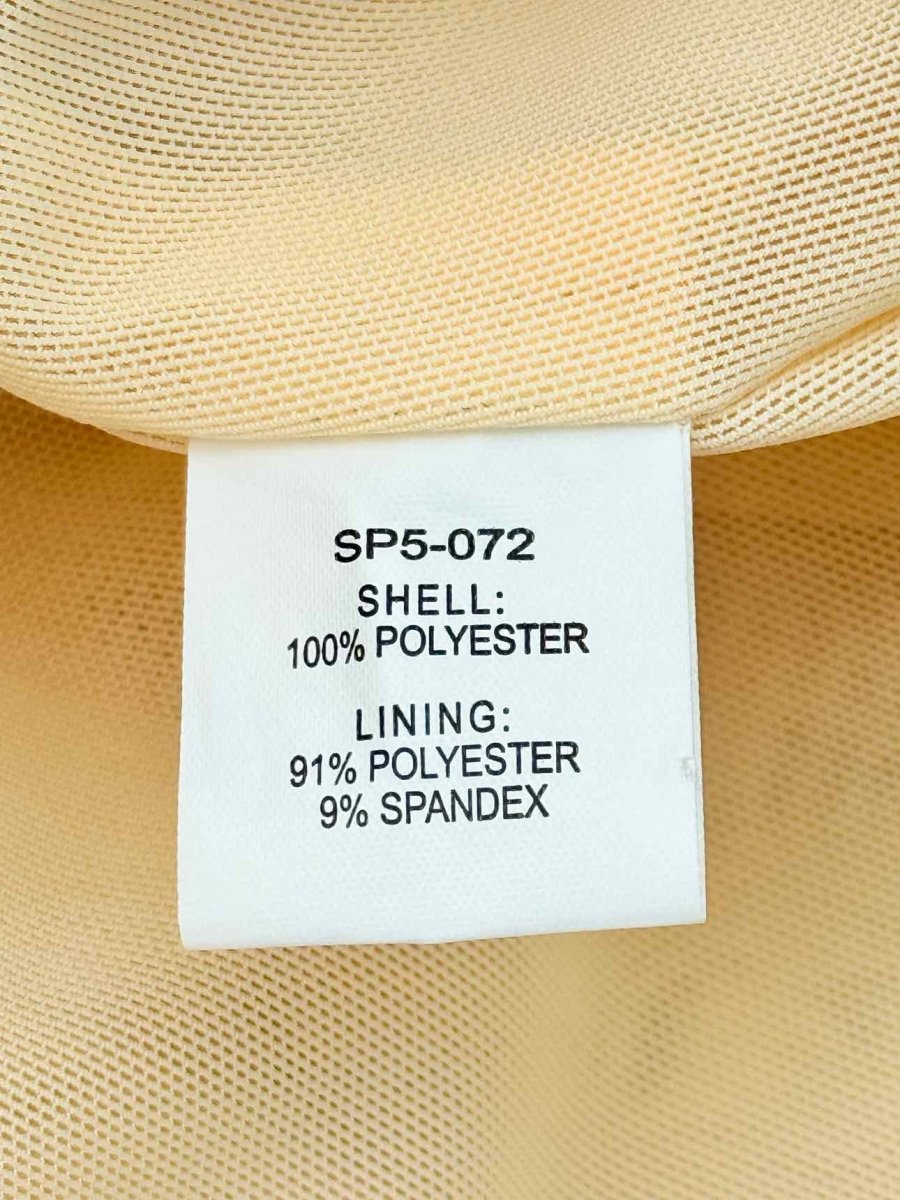 SP5-072
SHELL:
100% POLYESTER
LINING:
91% POLYESTER
9% SPANDEX